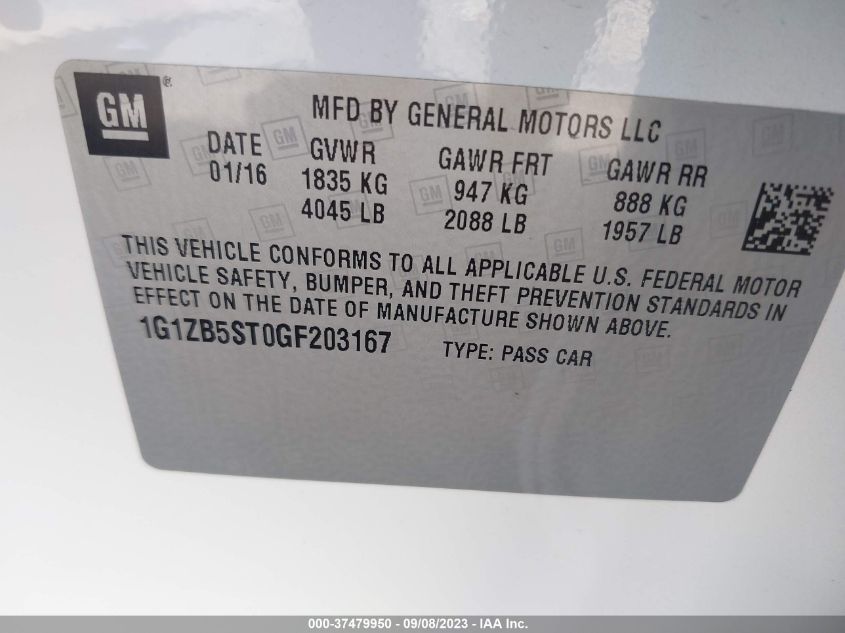 GM ®
MFD BY GENERAL MOTORS LLC
DATE GVWR GAWR FRT GAWR RR
01/16 1835 KG 947 KG 888 KG
4045 LB 2088 LB 1957 LB
THIS VEHICLE CONFORMS TO ALL APPLICABLE U.S. FEDERAL MOTOR
VEHICLE SAFETY, BUMPER, AND THEFT PREVENTION STANDARDS IN
EFFECT ON THE DATE OF MANUFACTURE SHOWN ABOVE.
1G1ZB5ST0GF203167 TYPE: PASS CAR
000-37479950 - 09/08/2023 - IAA Inc.